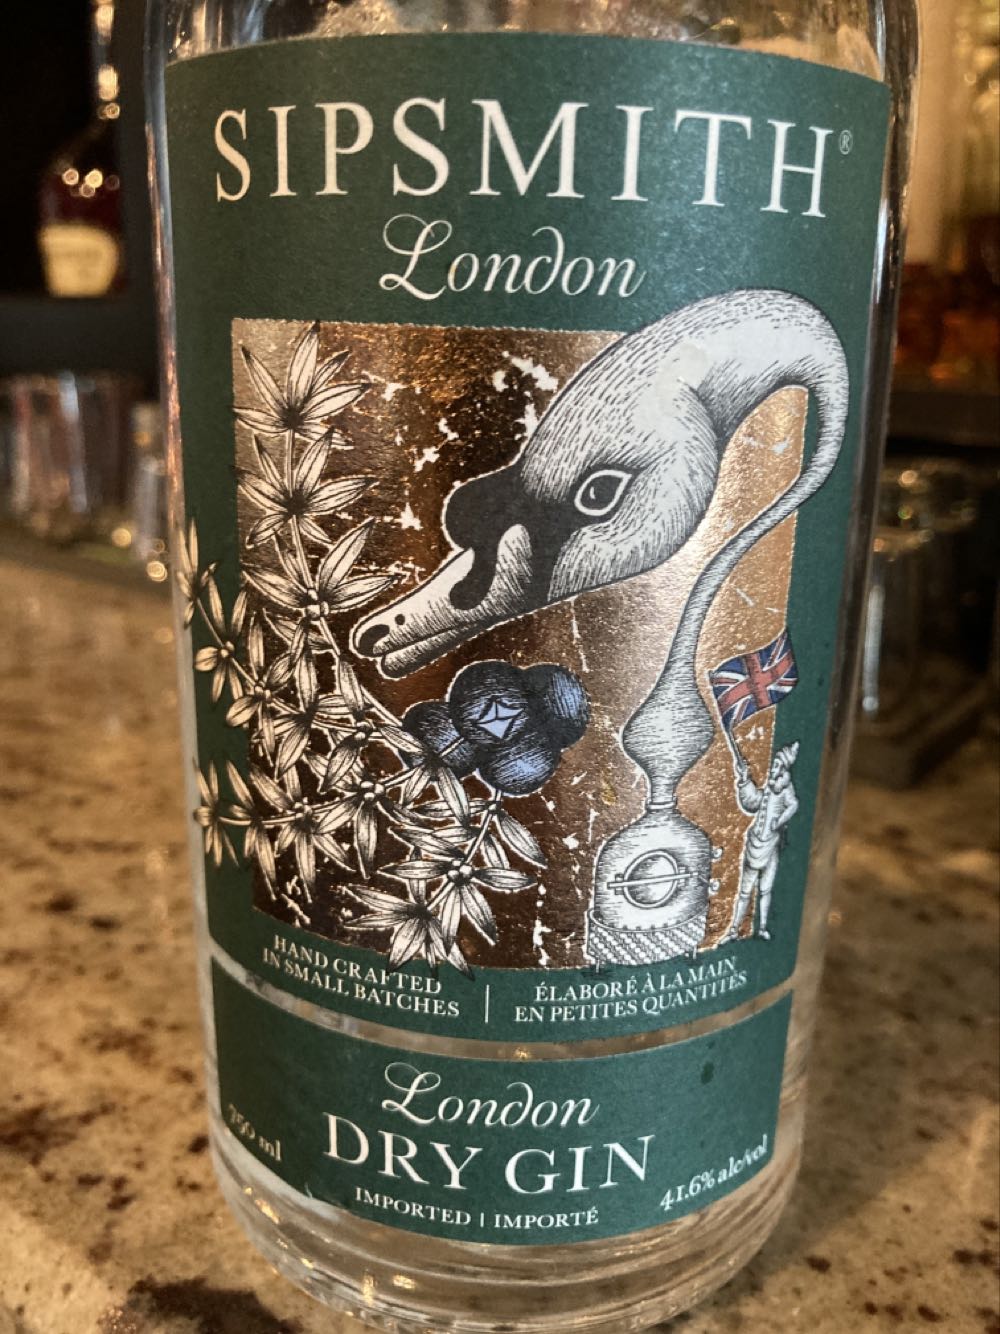 SIPSMITH®
London
HAND CRAFTED
IN SMALL BATCHES
ÉLABORÉ À LA MAIN
EN PETITES QUANTITÉS
London
750 ml
DRY GIN
41.6% alc/vol
IMPORTED | IMPORTÉ